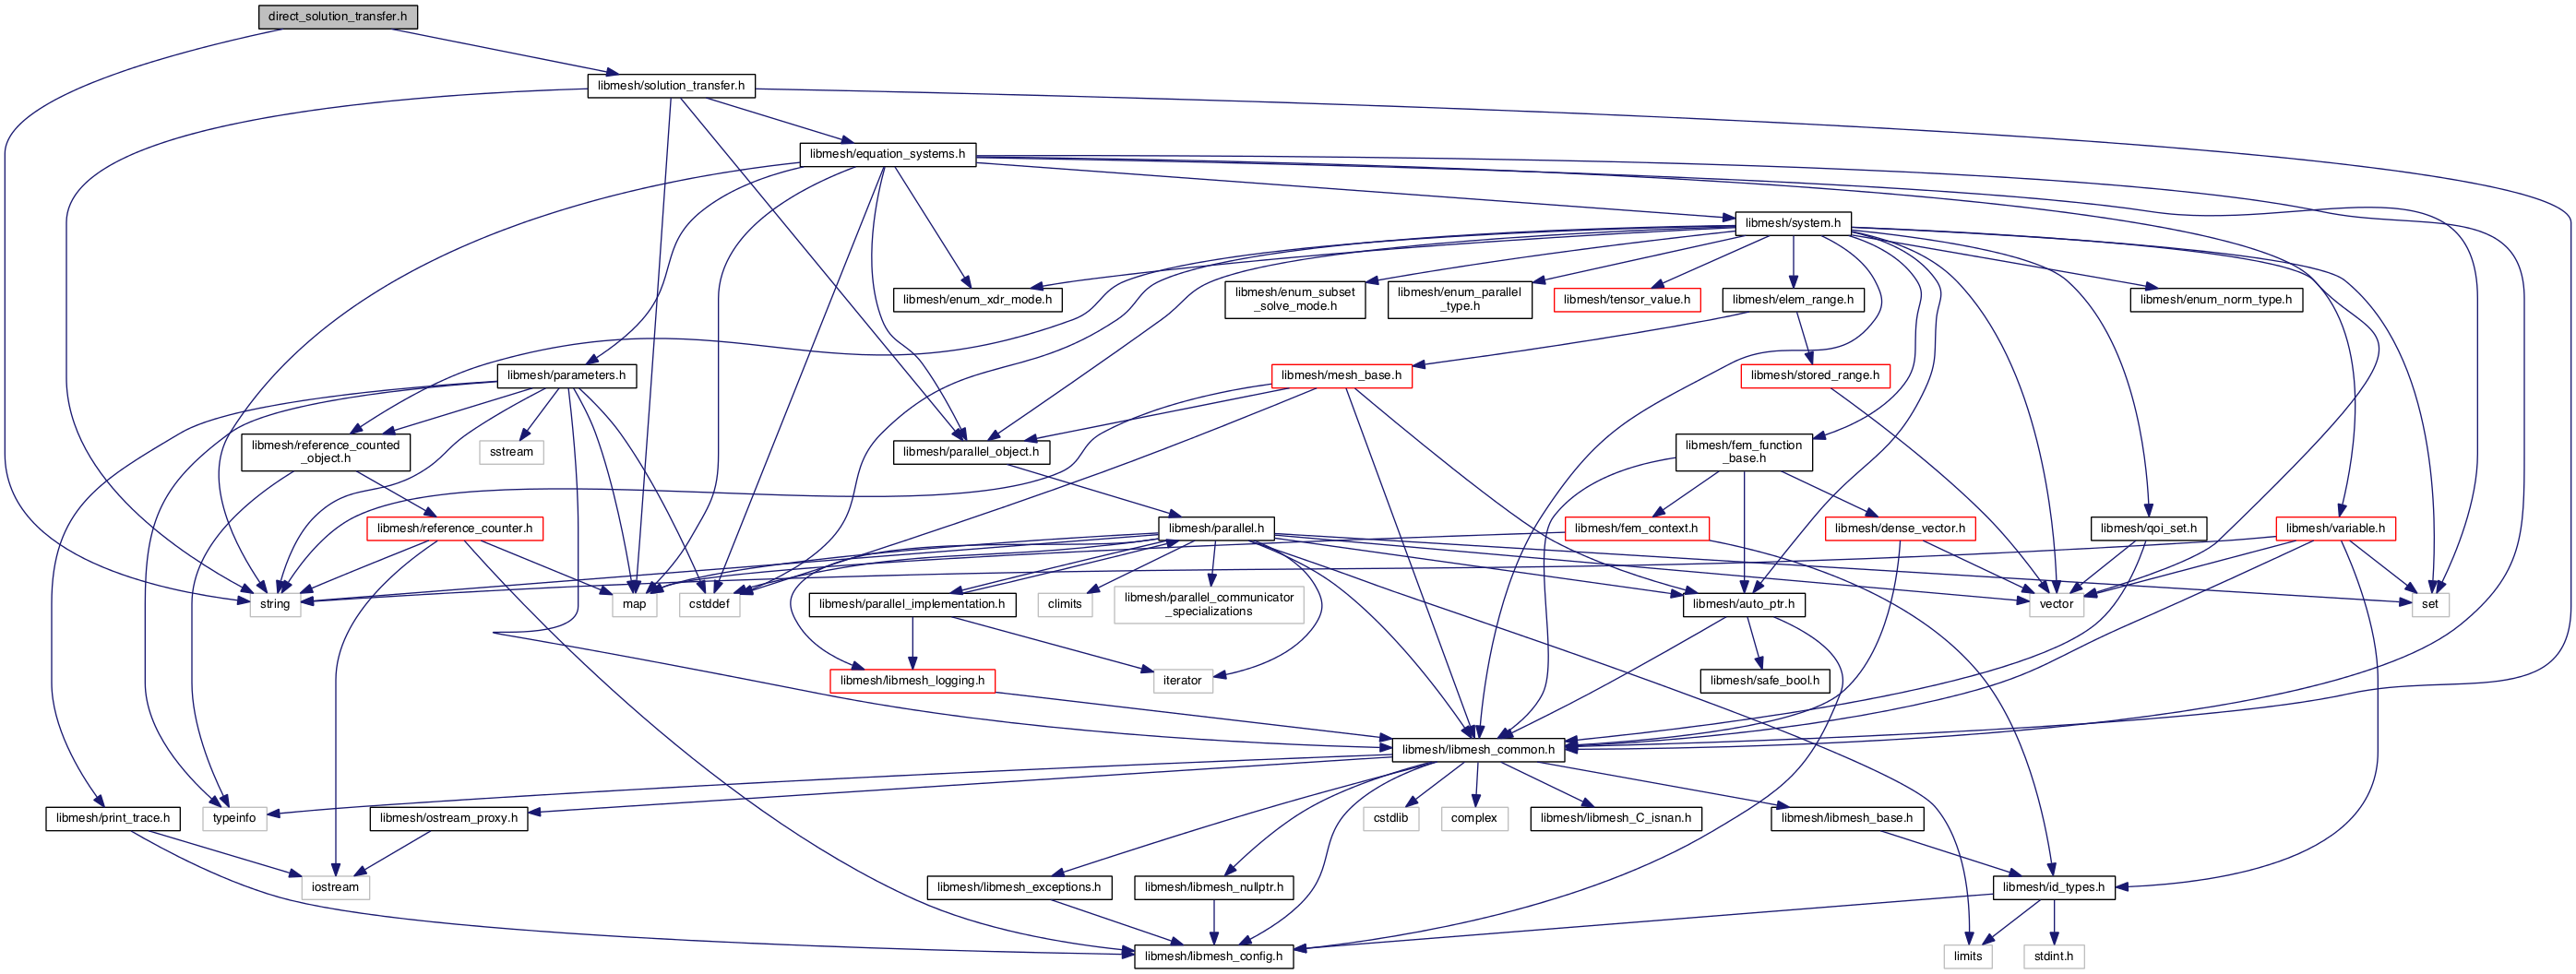 direct_solution_transfer.h
libmesh/solution_transfer.h
libmesh/equation_systems.h
libmesh/system.h
libmesh/enum_xdr_mode.h
libmesh/enum_subset
_solve_mode.h
libmesh/enum_parallel
_type.h
libmesh/tensor_value.h
libmesh/elem_range.h
libmesh/enum_norm_type.h
libmesh/parameters.h
libmesh/mesh_base.h
libmesh/stored_range.h
libmesh/reference_counted
_object.h
sstream
libmesh/parallel_object.h
libmesh/fem_function
_base.h
libmesh/reference_counter.h
libmesh/parallel.h
libmesh/fem_context.h
libmesh/dense_vector.h
libmesh/qoi_set.h
libmesh/variable.h
string
map
cstddef
libmesh/parallel_implementation.h
climits
libmesh/parallel_communicator
_specializations
libmesh/auto_ptr.h
vector
set
libmesh/libmesh_logging.h
iterator
libmesh/safe_bool.h
libmesh/libmesh_common.h
libmesh/print_trace.h
typeinfo
libmesh/ostream_proxy.h
cstdlib
complex
libmesh/libmesh_C_isnan.h
libmesh/libmesh_base.h
iostream
libmesh/libmesh_exceptions.h
libmesh/libmesh_nullptr.h
libmesh/id_types.h
libmesh/libmesh_config.h
limits
stdint.h